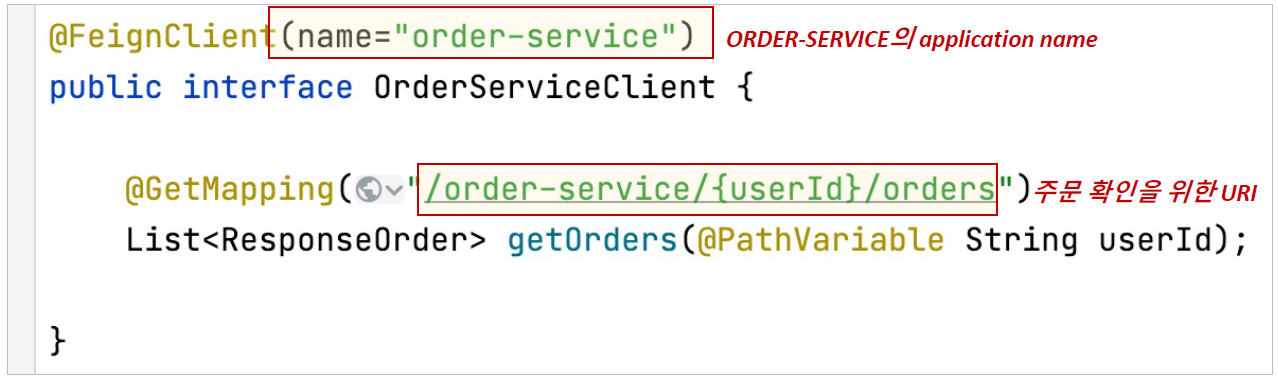 @FeignClient(name="order-service") ORDER-SERVICE의 application name
public interface OrderServiceClient {
@GetMapping("/order-service/{userId}/orders") 주문 확인을 위한 URI
List<ResponseOrder> getOrders(@PathVariable String userId);
}